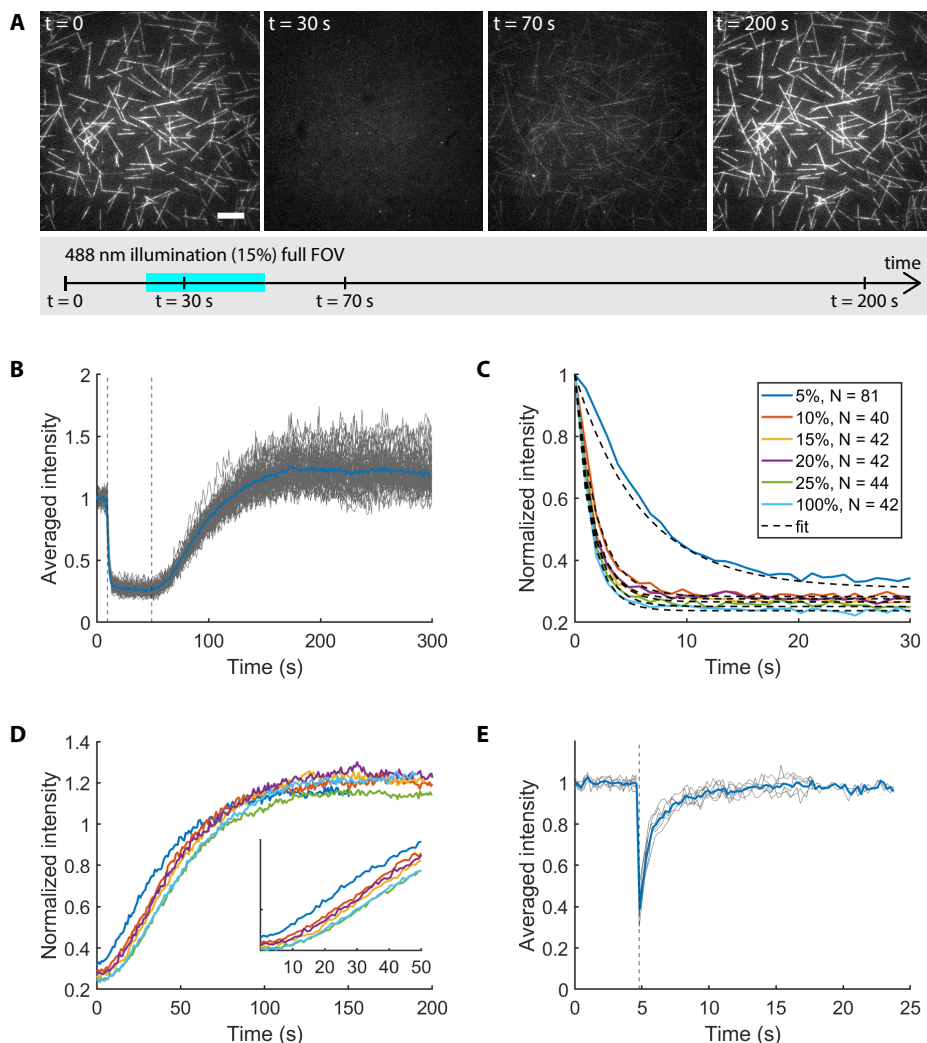 A
t = 0
t = 30 s
t = 70 s
t = 200 s
488 nm illumination (15%) full FOV
time
t = 0
t = 30 s
t = 70 s
t = 200 s
B
2
1.5
1
0.5
0
Averaged intensity
0
100
200
300
Time (s)
C
1
0.8
0.6
0.4
0.2
Normalized intensity
0
10
20
30
Time (s)
5%, N = 81
10%, N = 40
15%, N = 42
20%, N = 42
25%, N = 44
100%, N = 42
fit
D
1.4
1.2
1
0.8
0.6
0.4
0.2
Normalized intensity
0
50
100
150
200
Time (s)
10
20
30
40
50
E
1
0.8
0.6
0.4
0.2
0
Averaged intensity
0
5
10
15
20
25
Time (s)